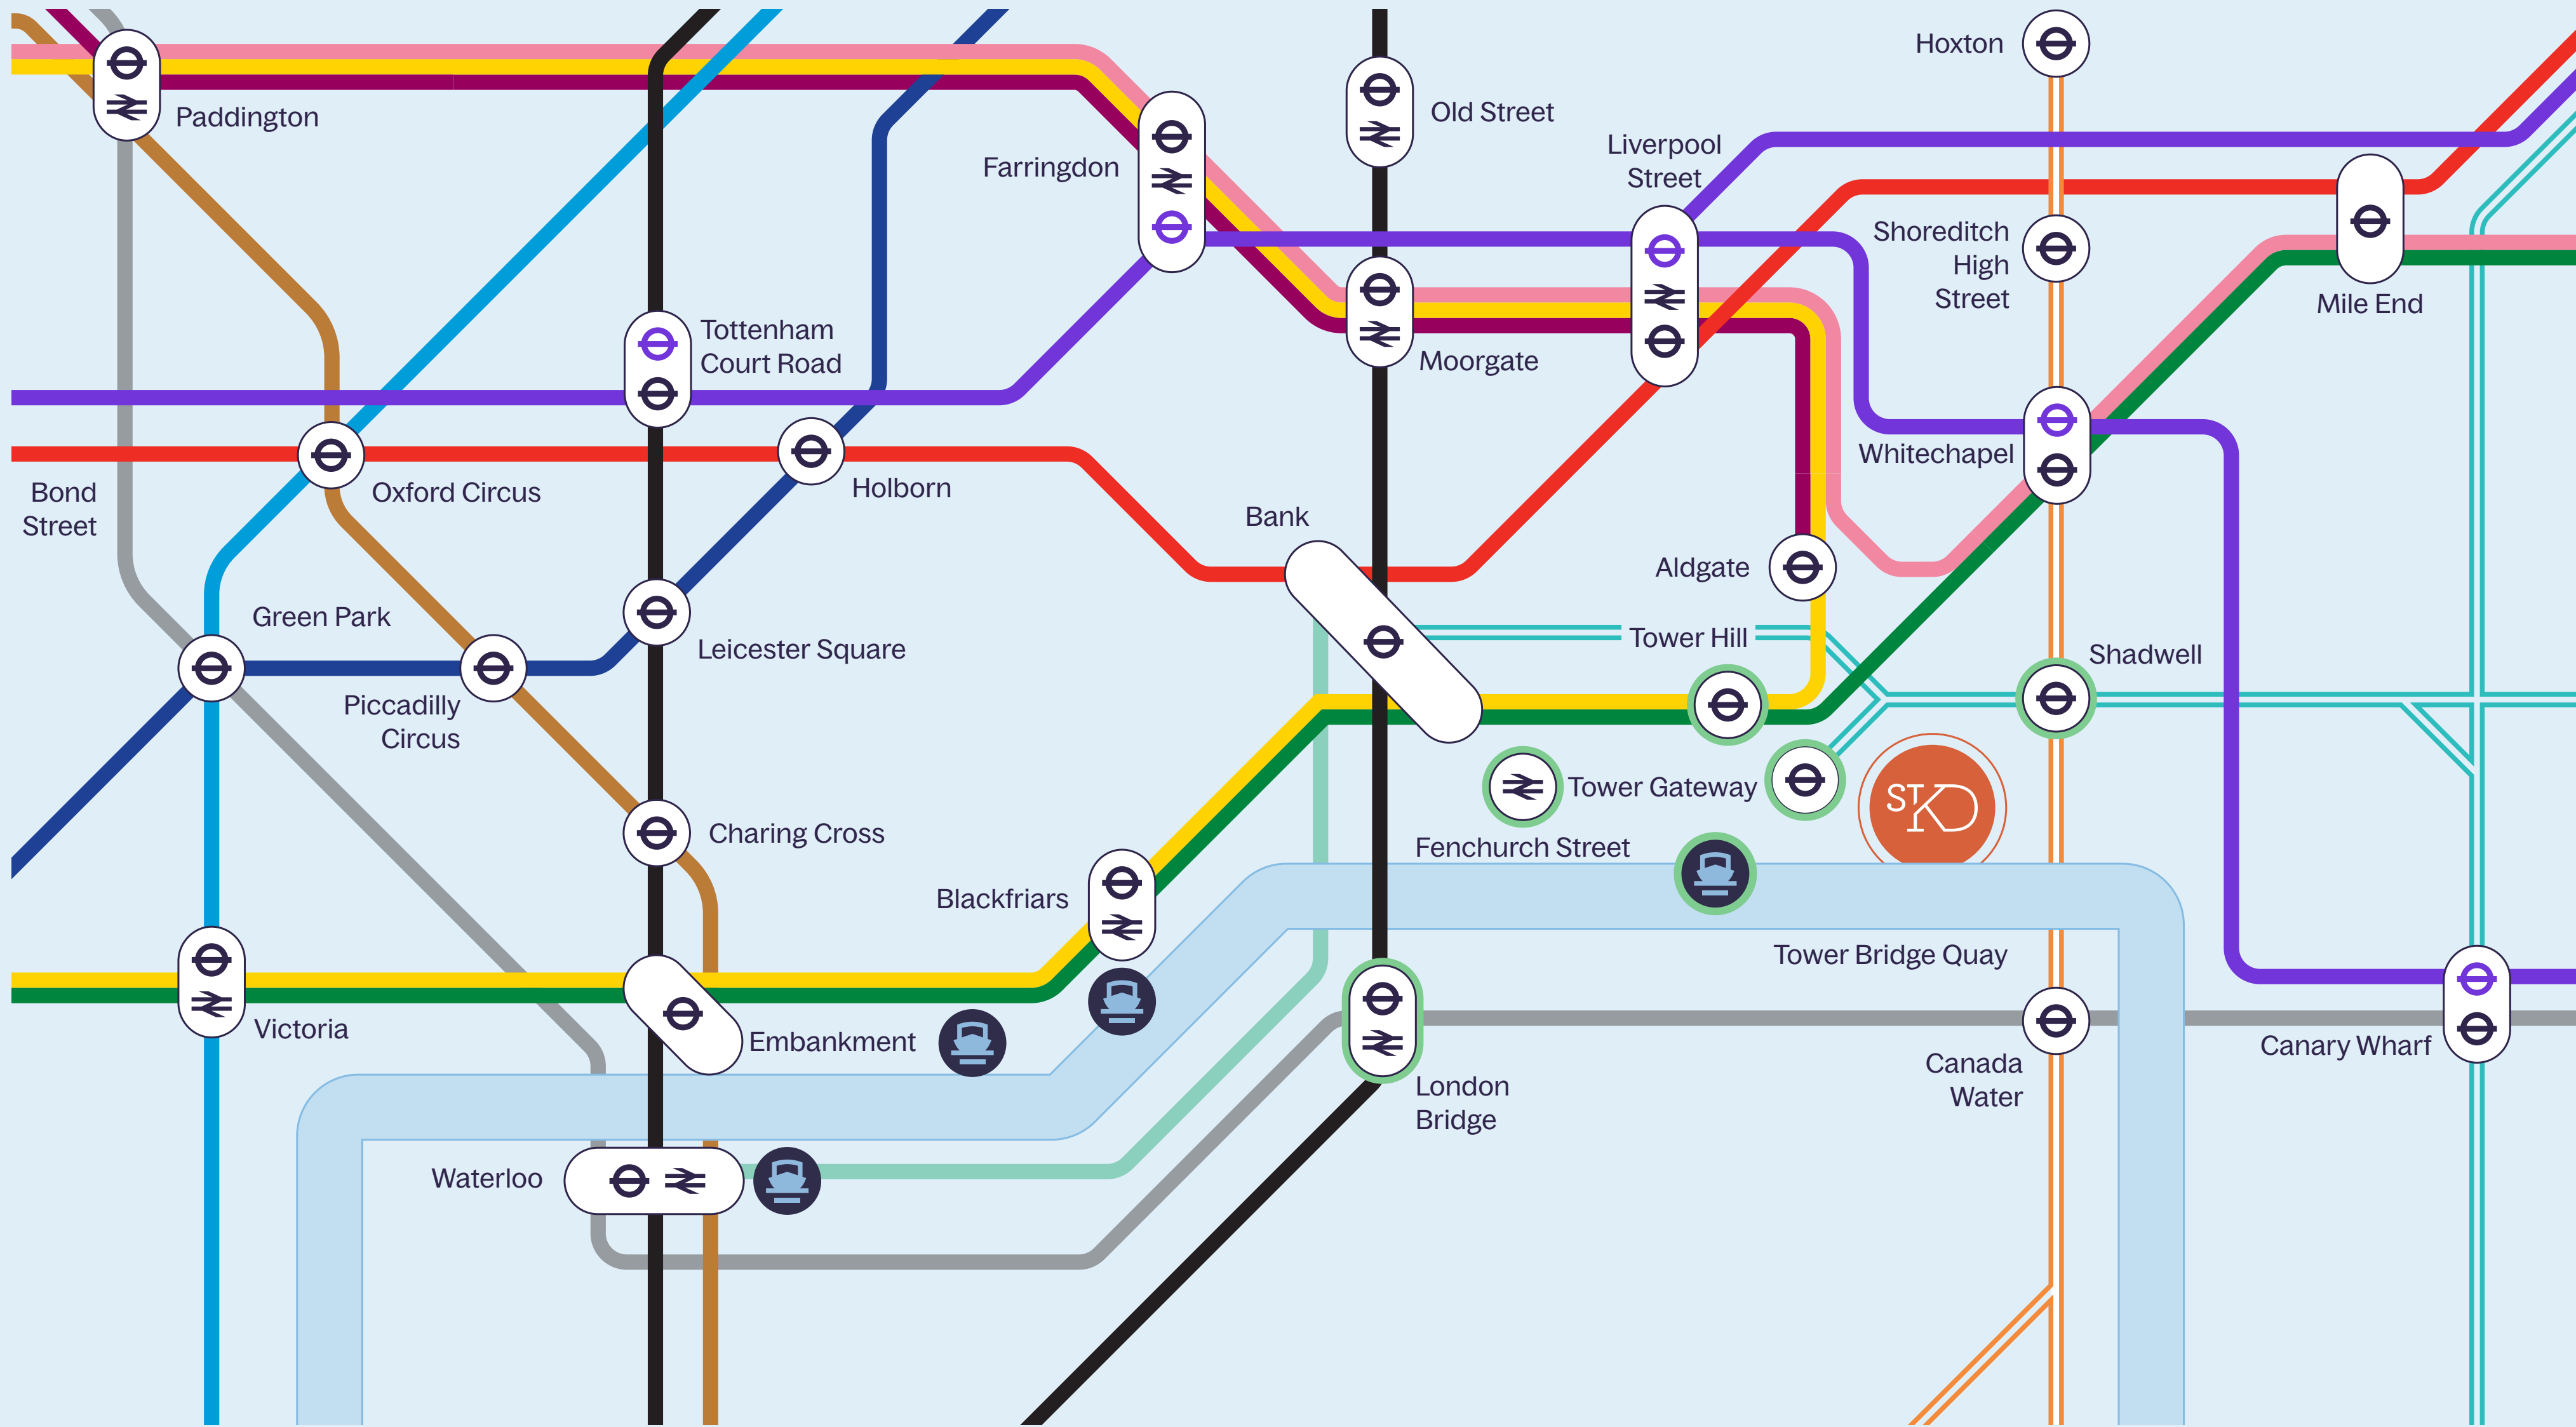 Hoxton
Paddington
Old Street
Liverpool
Street
Farringdon
Shoreditch
High
Street
Mile End
Tottenham
Court Road
Moorgate
Whitechapel
Bond
Street
Oxford Circus
Holborn
Bank
Aldgate
Green Park
Leicester Square
Tower Hill
Shadwell
Piccadilly
Circus
Tower Gateway
STKD
Charing Cross
Fenchurch Street
Blackfriars
Tower Bridge Quay
Victoria
Embankment
Canary Wharf
Canada
Water
London
Bridge
Waterloo